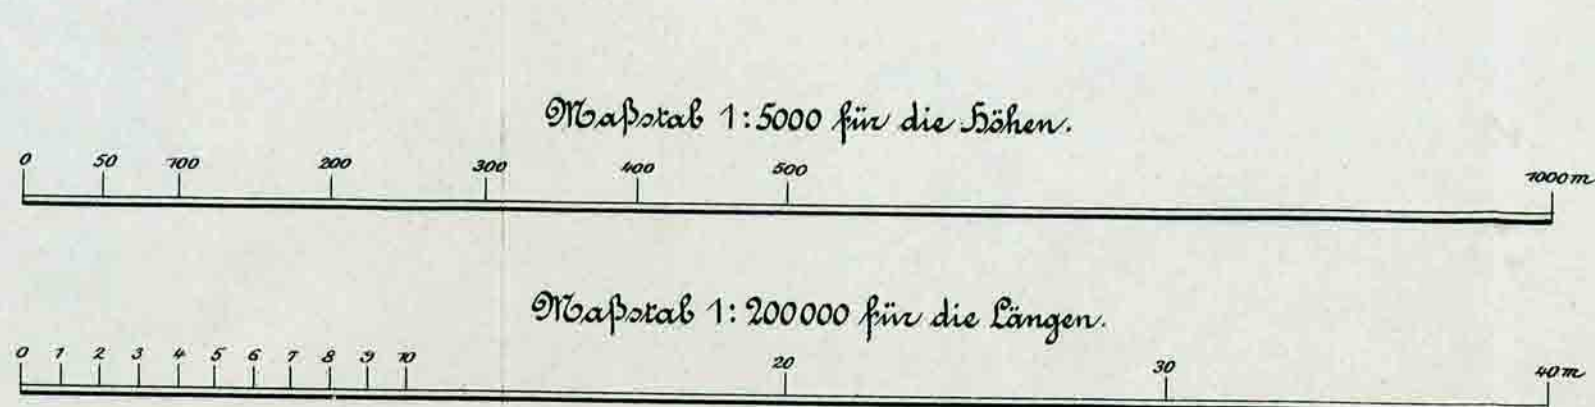 Maßstab 1:5000 für die Höhen.
0 50 100 200 300 400 500 1000 m
Maßstab 1:200000 für die Längen.
0 1 2 3 4 5 6 7 8 9 10 20 30 40 m